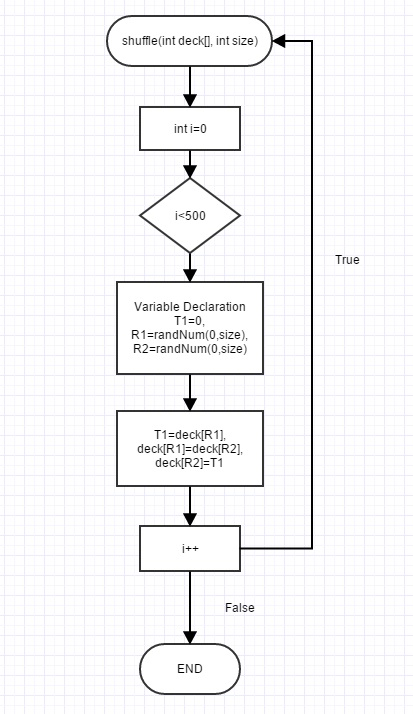 shuffle(int deck[], int size)
int i=0
i<500
True
Variable Declaration
T1=0,
R1=randNum(0,size),
R2=randNum(0,size)
T1=deck[R1],
deck[R1]=deck[R2],
deck[R2]=T1
i++
False
END